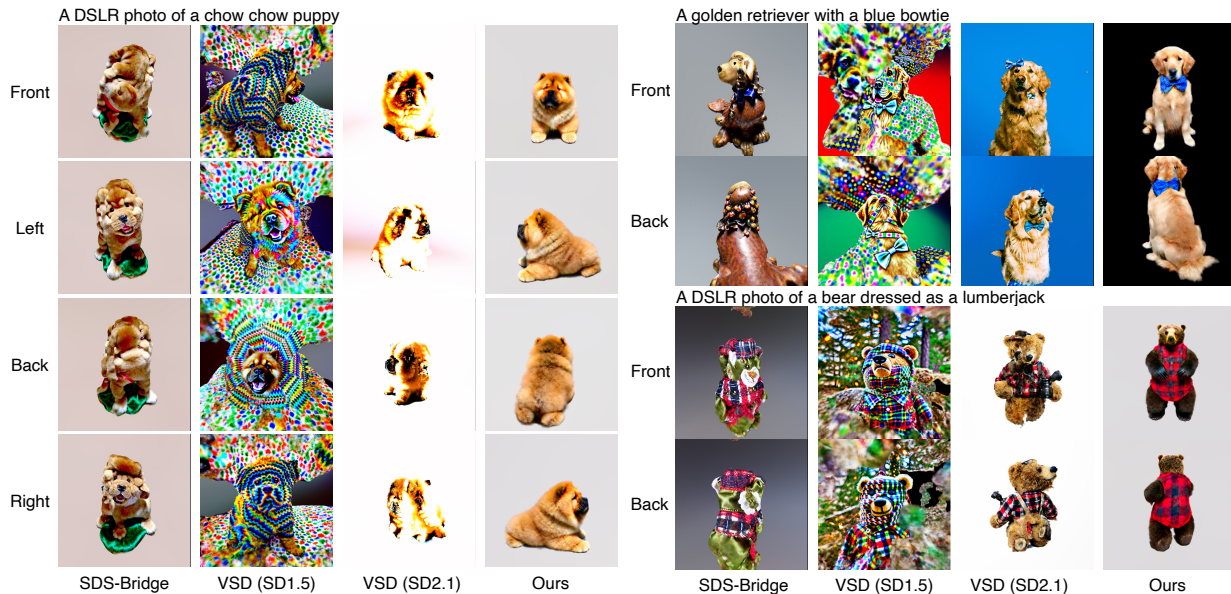 A DSLR photo of a chow chow puppy
Front
Left
Back
Right
SDS-Bridge VSD (SD1.5) VSD (SD2.1) Ours
A golden retriever with a blue bowtie
Front
Back
A DSLR photo of a bear dressed as a lumberjack
Front
Back
SDS-Bridge VSD (SD1.5) VSD (SD2.1) Ours